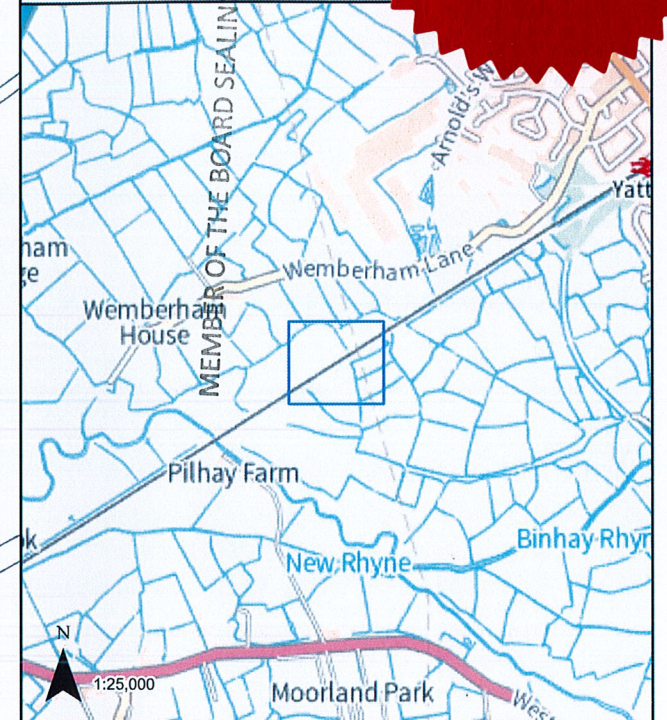 MEMBER OF THE BOARD SEALIN
Arnold's W
Yatt
ham
ge
Wemberham Lane
Wemberham
House
Pilhay Farm
k
Binhay Rhyn
New Rhyne
N
1:25,000
Moorland Park
West